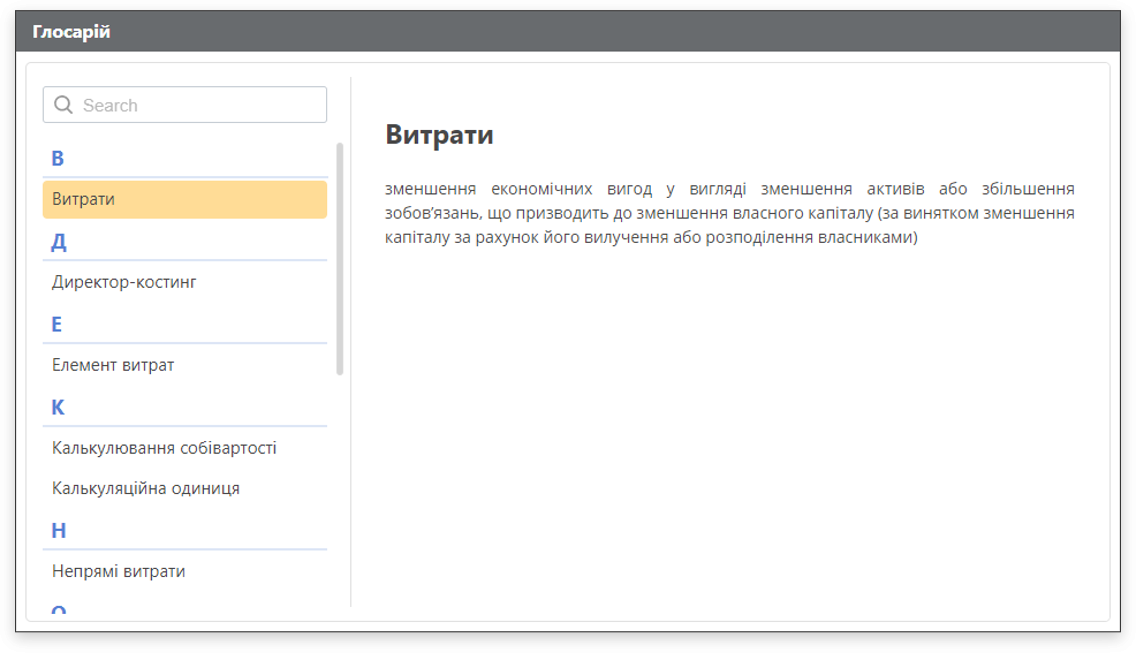 Глосарій
Search
В
Витрати
Д
Директор-костинг
Е
Елемент витрат
К
Калькулювання собівартості
Калькуляційна одиниця
Н
Непрямі витрати
О
Витрати
зменшення економічних вигод у вигляді зменшення активів або збільшення
зобов’язань, що призводить до зменшення власного капіталу (за винятком зменшення
капіталу за рахунок його вилучення або розподілення власниками)